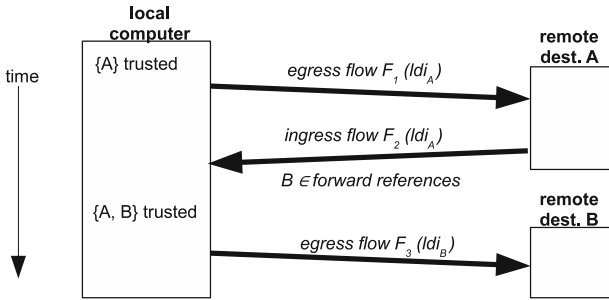 local
computer
remote
dest. A
{A} trusted
time
egress flow F1 (ldiA)
ingress flow F2 (ldiA)
B ∈ forward references
{A, B} trusted
remote
dest. B
egress flow F3 (ldiB)